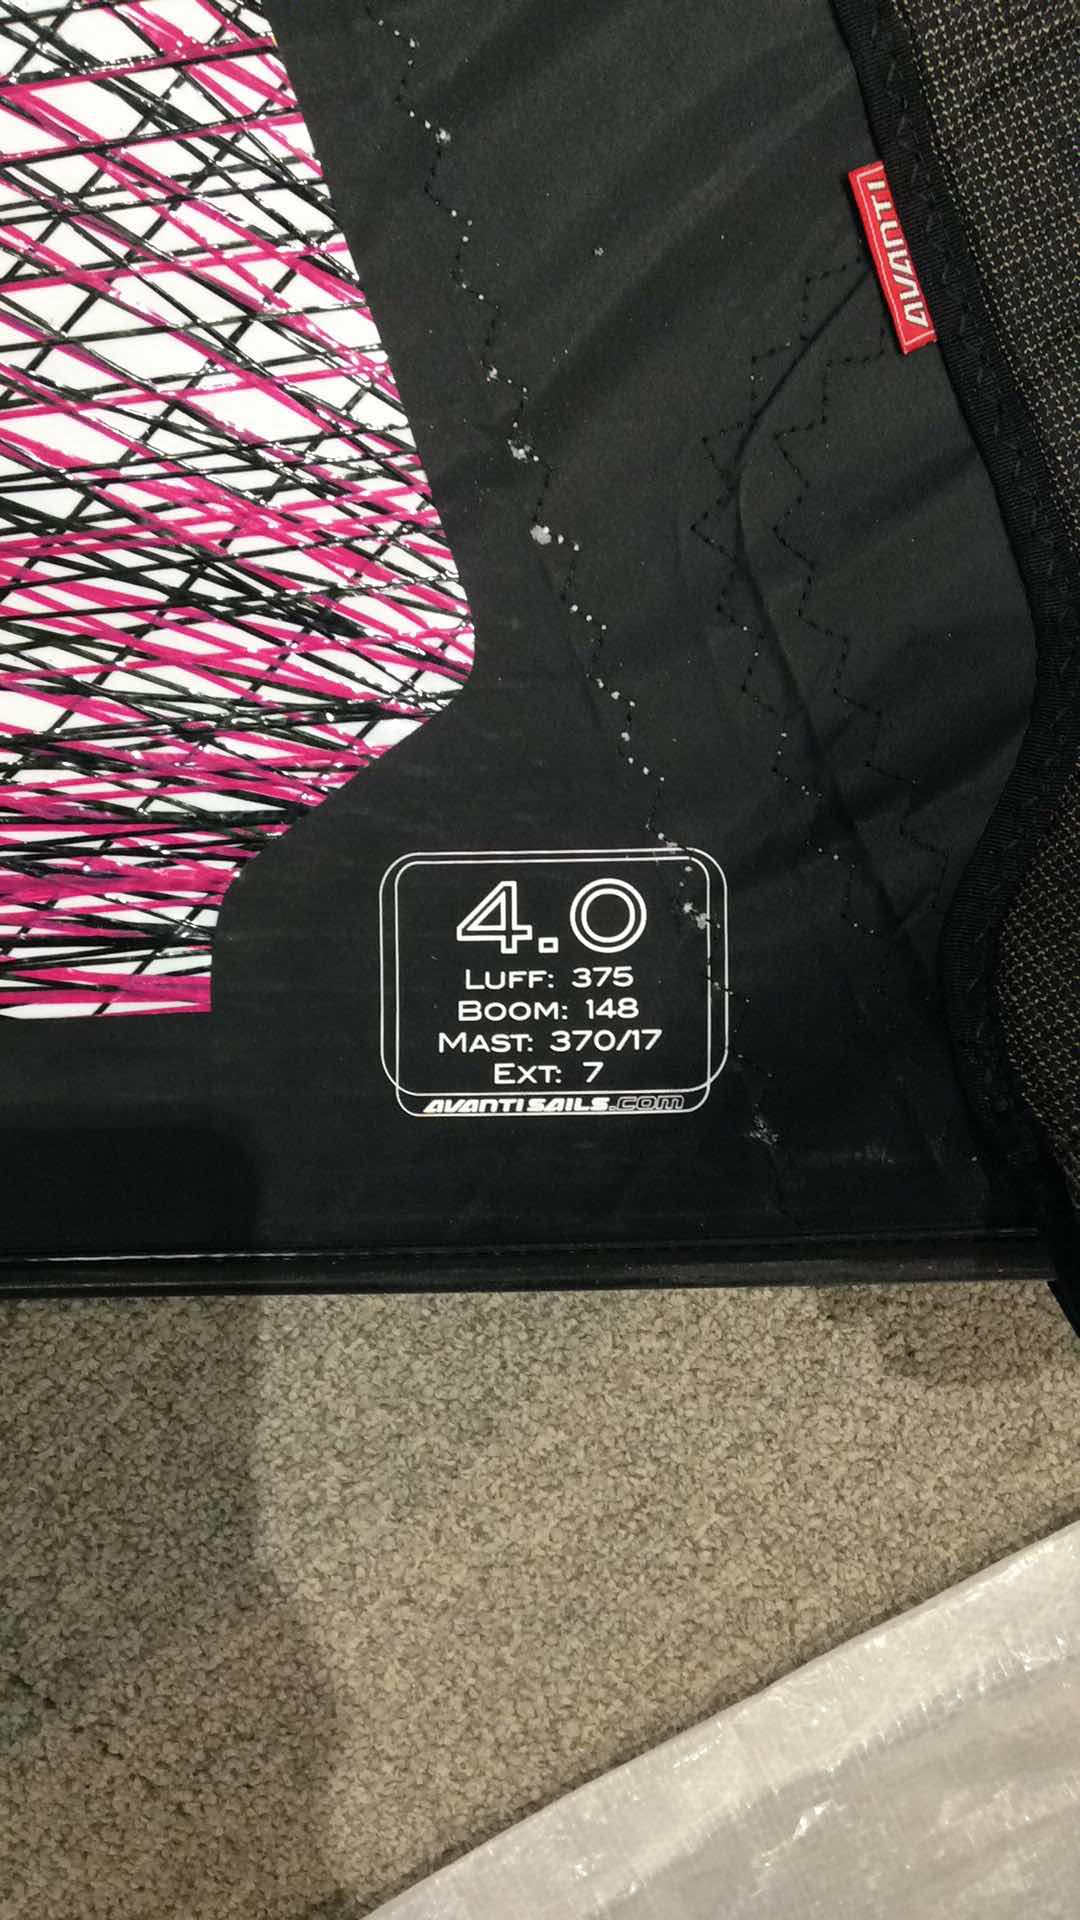 AVANTI
4.0
LUFF: 375
BOOM: 148
MAST: 370/17
EXT: 7
AVANTISAILS.COM